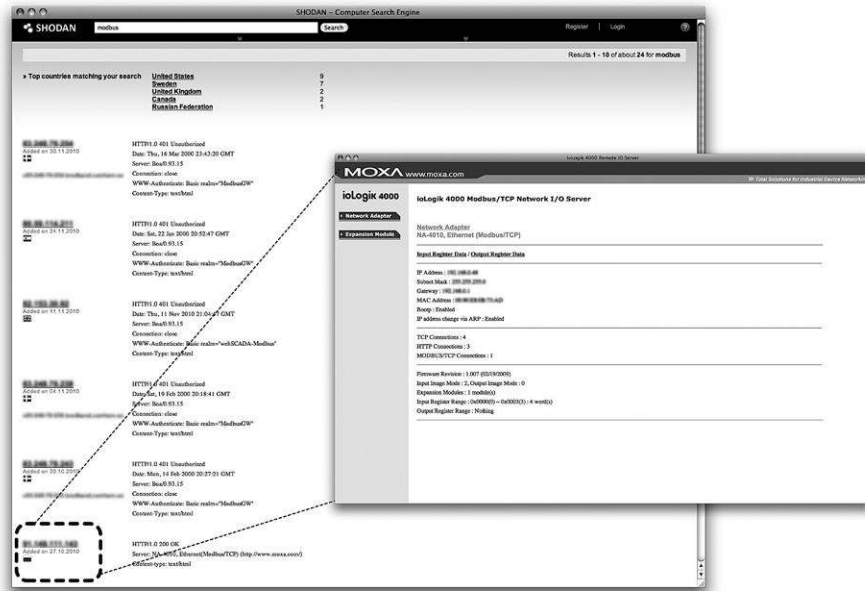 SHODAN – Computer Search Engine
SHODAN
modbus
Search
Register | Login
?
Results 1 - 10 of about 24 for modbus
» Top countries matching your search
United States 9
Sweden 7
United Kingdom 2
Canada 2
Russian Federation 1
Added on 30.11.2010
HTTP/1.0 401 Unauthorized
Date: Thu, 16 Mar 2000 23:43:20 GMT
Server: Boa/0.93.15
Connection: close
WWW-Authenticate: Basic realm="ModbusGW"
Content-Type: text/html
Added on 24.11.2010
HTTP/1.0 401 Unauthorized
Date: Sat, 22 Jan 2000 20:52:47 GMT
Server: Boa/0.93.15
Connection: close
WWW-Authenticate: Basic realm="ModbusGW"
Content-Type: text/html
Added on 11.11.2010
HTTP/1.0 401 Unauthorized
Date: Thu, 11 Nov 2010 21:04:47 GMT
Server: Boa/0.93.15
Connection: close
WWW-Authenticate: Basic realm="webSCADA-Modbus"
Content-Type: text/html
Added on 04.11.2010
HTTP/1.0 401 Unauthorized
Date: Sat, 19 Feb 2000 20:18:41 GMT
Server: Boa/0.93.15
Connection: close
WWW-Authenticate: Basic realm="ModbusGW"
Content-Type: text/html
Added on 30.10.2010
HTTP/1.0 401 Unauthorized
Date: Mon, 14 Feb 2000 20:27:21 GMT
Server: Boa/0.93.15
Connection: close
WWW-Authenticate: Basic realm="ModbusGW"
Content-Type: text/html
Added on 27.10.2010
HTTP/1.0 200 OK
Server: NA-4010, Ethernet(Modbus/TCP) (http://www.moxa.com/)
Content-type: text/html
ioLogik 4000 Remote IO Server
MOXA www.moxa.com
Total Solutions for Industrial Device Networking
ioLogik 4000
Network Adapter
Expansion Module
ioLogik 4000 Modbus/TCP Network I/O Server
Network Adapter
NA-4010, Ethernet (Modbus/TCP)
Input Register Data / Output Register Data
IP Address :
Subnet Mask :
Gateway :
MAC Address :
Bootp : Enabled
IP address change via ARP : Enabled
TCP Connections : 4
HTTP Connections : 3
MODBUS/TCP Connections : 1
Firmware Revision : 1.007 (02/19/2009)
Input Image Mode : 2, Output Image Mode : 0
Expansion Modules : 1 module(s)
Input Register Range : 0x0000(0) ~ 0x0003(3) : 4 word(s)
Output Register Range : Nothing